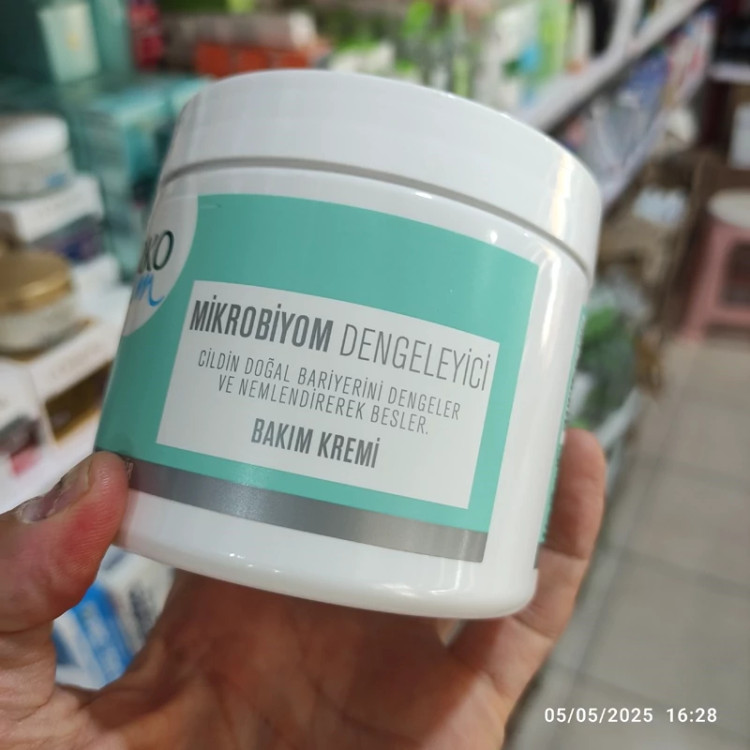 MİKROBİYOM DENGELEYİCİ
CİLDİN DOĞAL BARİYERİNİ DENGELER
VE NEMLENDİREREK BESLER.
BAKIM KREMİ
05/05/2025 16:28